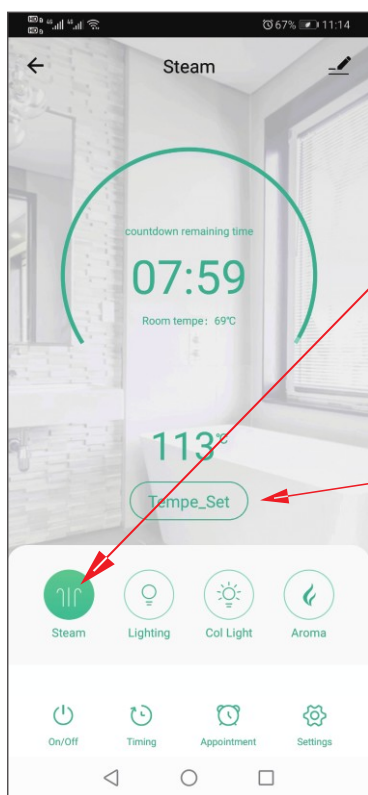 67% 11:14
Steam
countdown remaining time
07:59
Room tempe: 69℃
113℃
Tempe_Set
Steam Lighting Col Light Aroma
On/Off Timing Appointment Settings